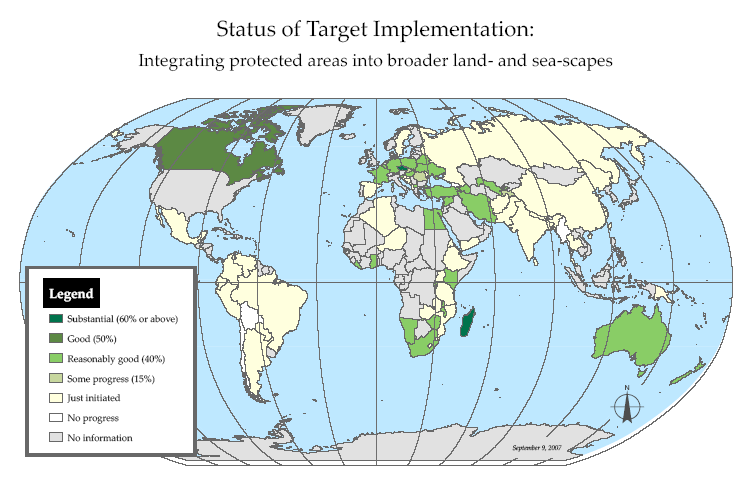 Status of Target Implementation:
Integrating protected areas into broader land- and sea-scapes
Legend
Substantial (60% or above)
Good (50%)
Reasonably good (40%)
Some progress (15%)
Just initiated
No progress
No information
N
September 9, 2007